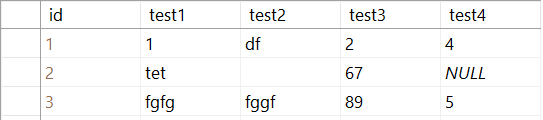 id test1 test2 test3 test4
1 1 df 2 4
2 tet 67 NULL
3 fgfg fggf 89 5